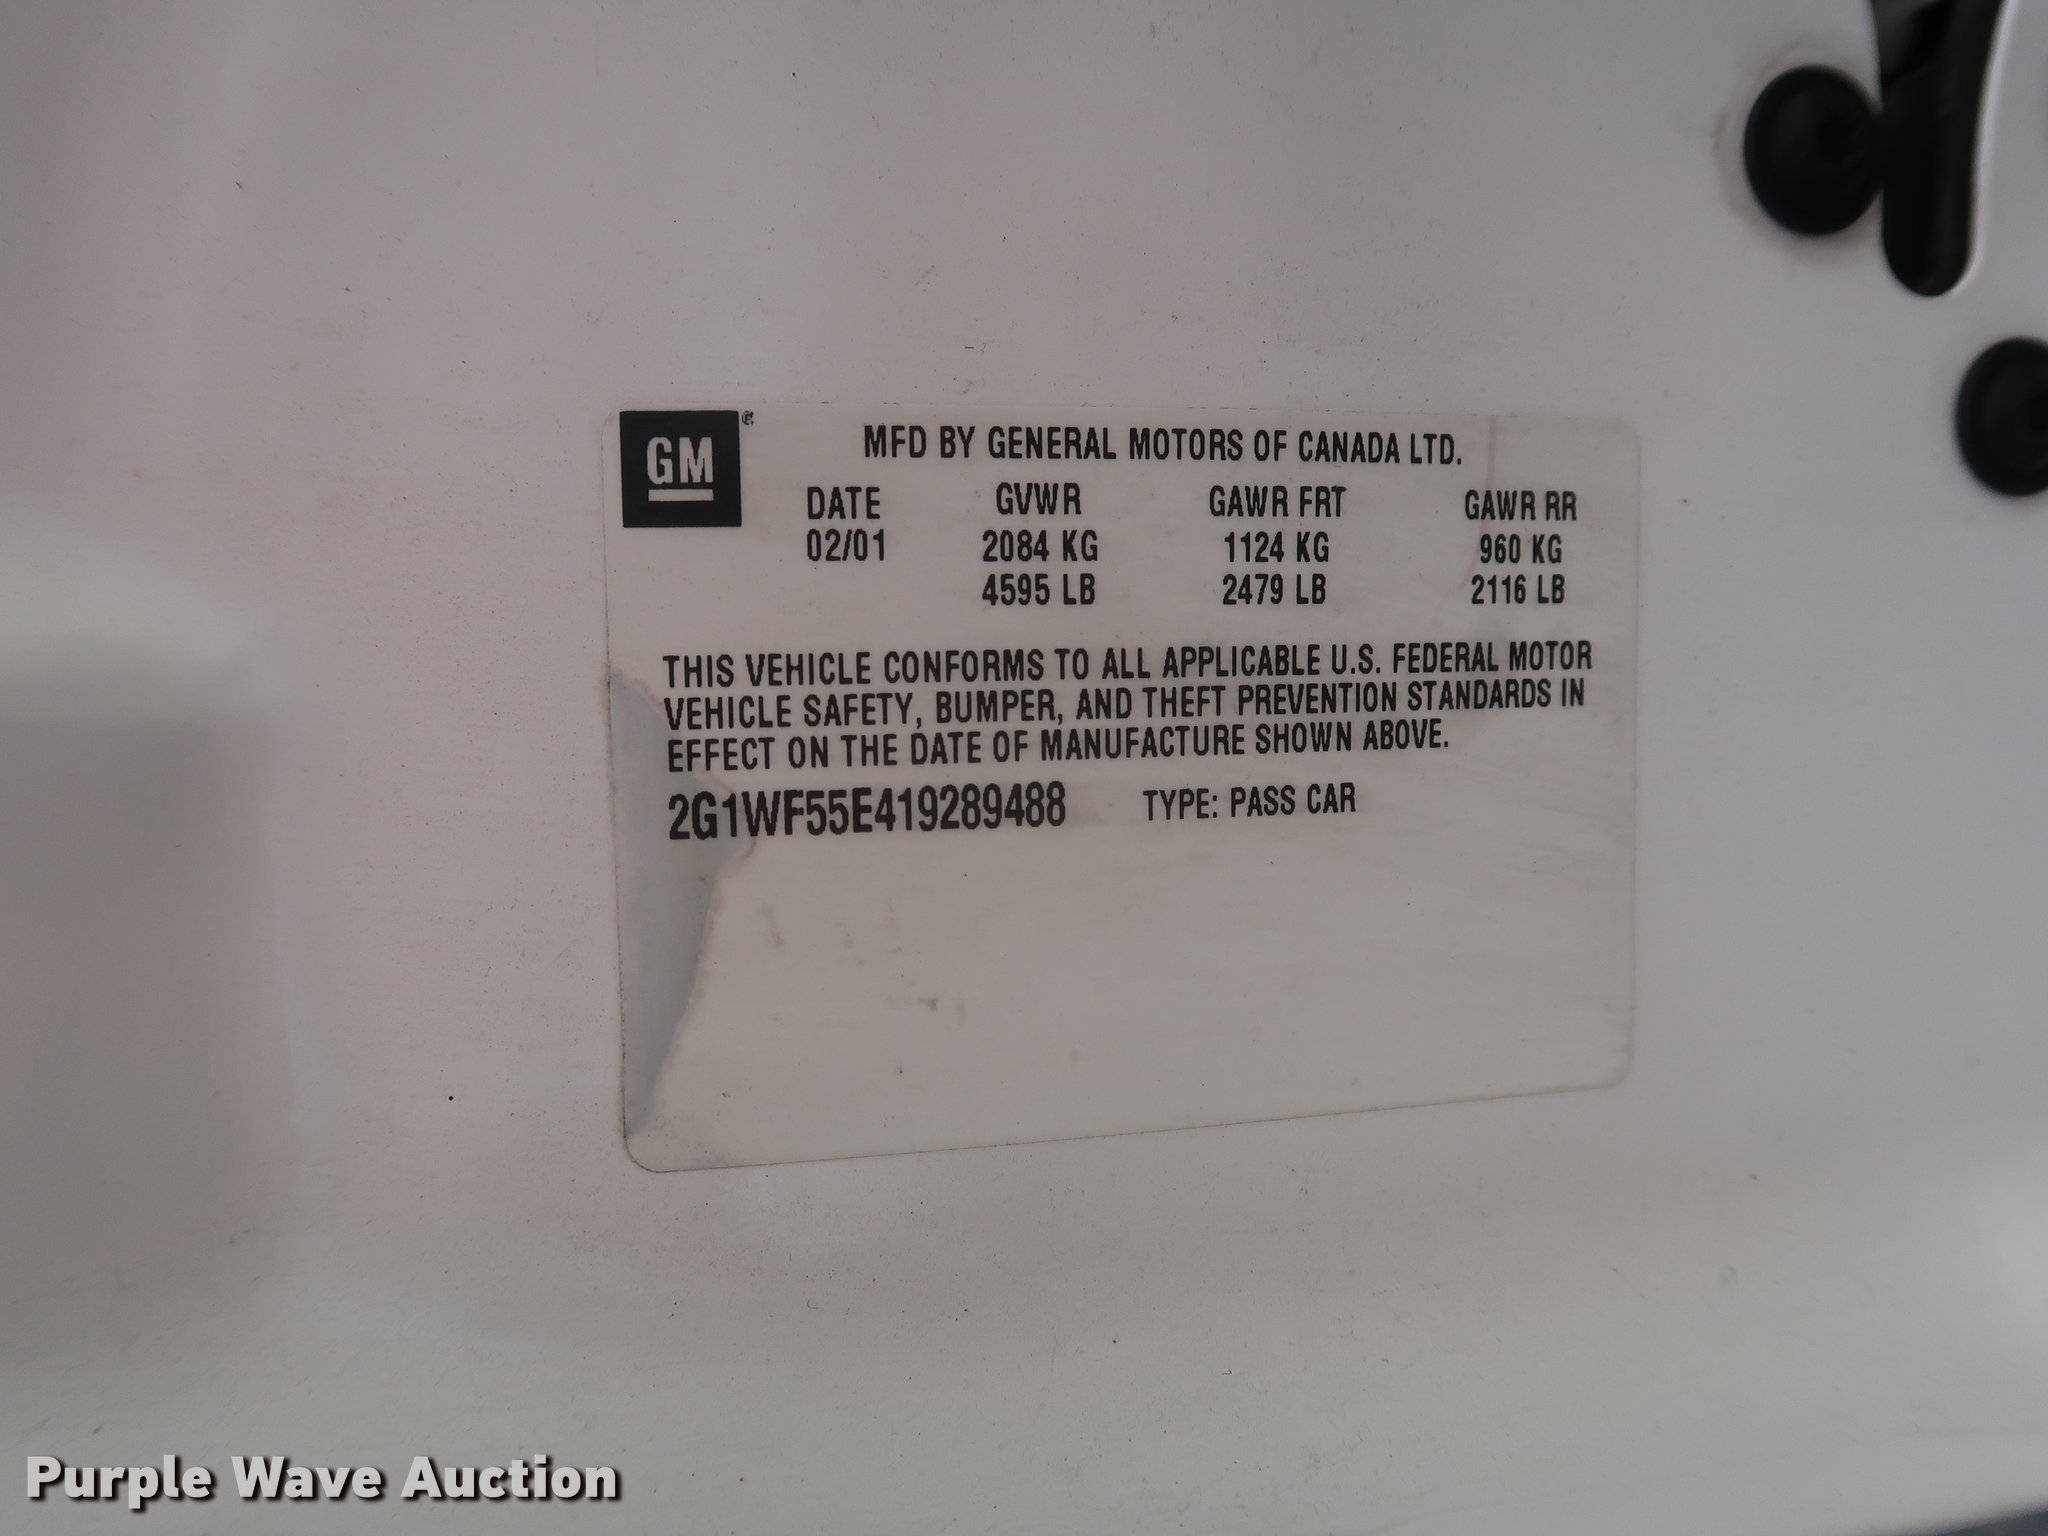 GM
MFD BY GENERAL MOTORS OF CANADA LTD.
DATE GVWR GAWR FRT GAWR RR
02/01 2084 KG 1124 KG 960 KG
4595 LB 2479 LB 2116 LB
THIS VEHICLE CONFORMS TO ALL APPLICABLE U.S. FEDERAL MOTOR
VEHICLE SAFETY, BUMPER, AND THEFT PREVENTION STANDARDS IN
EFFECT ON THE DATE OF MANUFACTURE SHOWN ABOVE.
2G1WF55E419289488 TYPE: PASS CAR
Purple Wave Auction